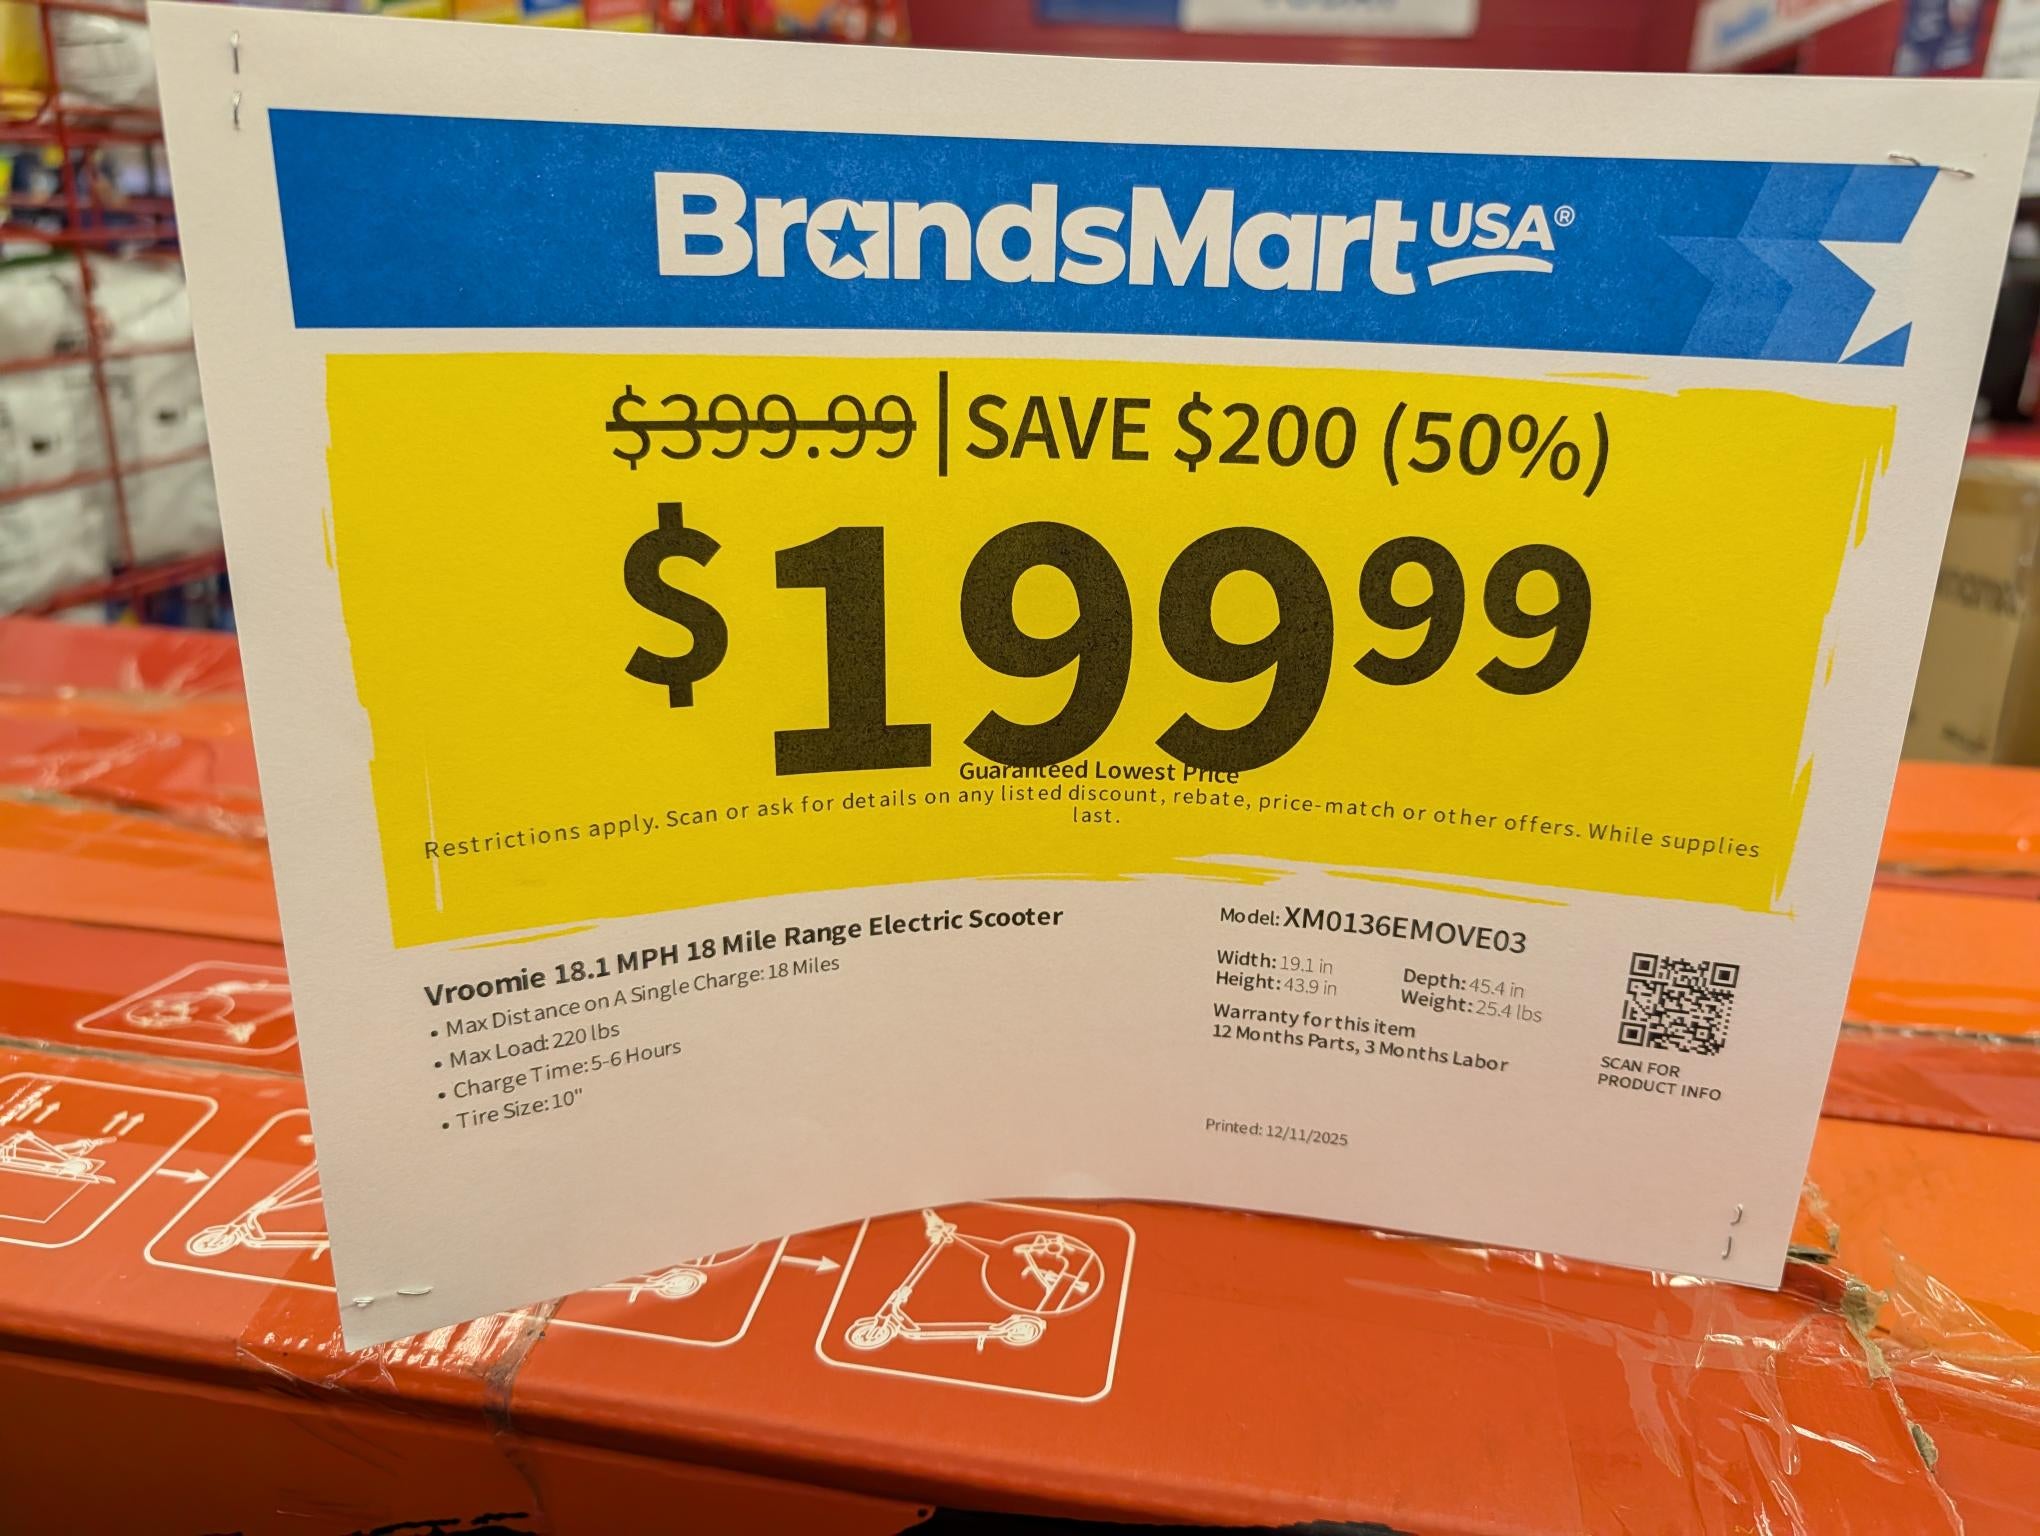 BrandsMart USA®
$399.99 | SAVE $200 (50%)
$199 99
Guaranteed Lowest Price
Restrictions apply. Scan or ask for details on any listed discount, rebate, price-match or other offers. While supplies
last.
Vroomie 18.1 MPH 18 Mile Range Electric Scooter
• Max Distance on A Single Charge: 18 Miles
• Max Load: 220 lbs
• Charge Time: 5-6 Hours
• Tire Size: 10"
Model: XM0136EMOVE03
Width: 19.1 in Depth: 45.4 in
Height: 43.9 in Weight: 25.4 lbs
Warranty for this item
12 Months Parts, 3 Months Labor
SCAN FOR
PRODUCT INFO
Printed: 12/11/2025